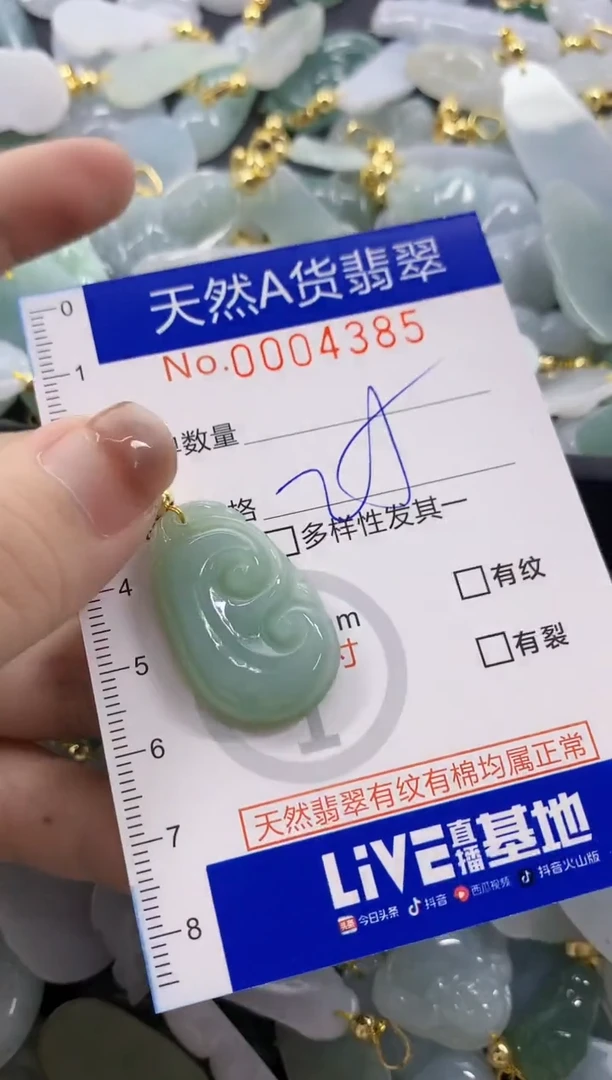 0
天然A货翡翠
No.0004385
1
数量
格
多样性发其一
4
m
有纹
5
寸
有裂
6
天然翡翠有纹有棉均属正常
7
LiVE直播基地
8
头条 今日头条 抖音 西瓜视频 抖音火山版